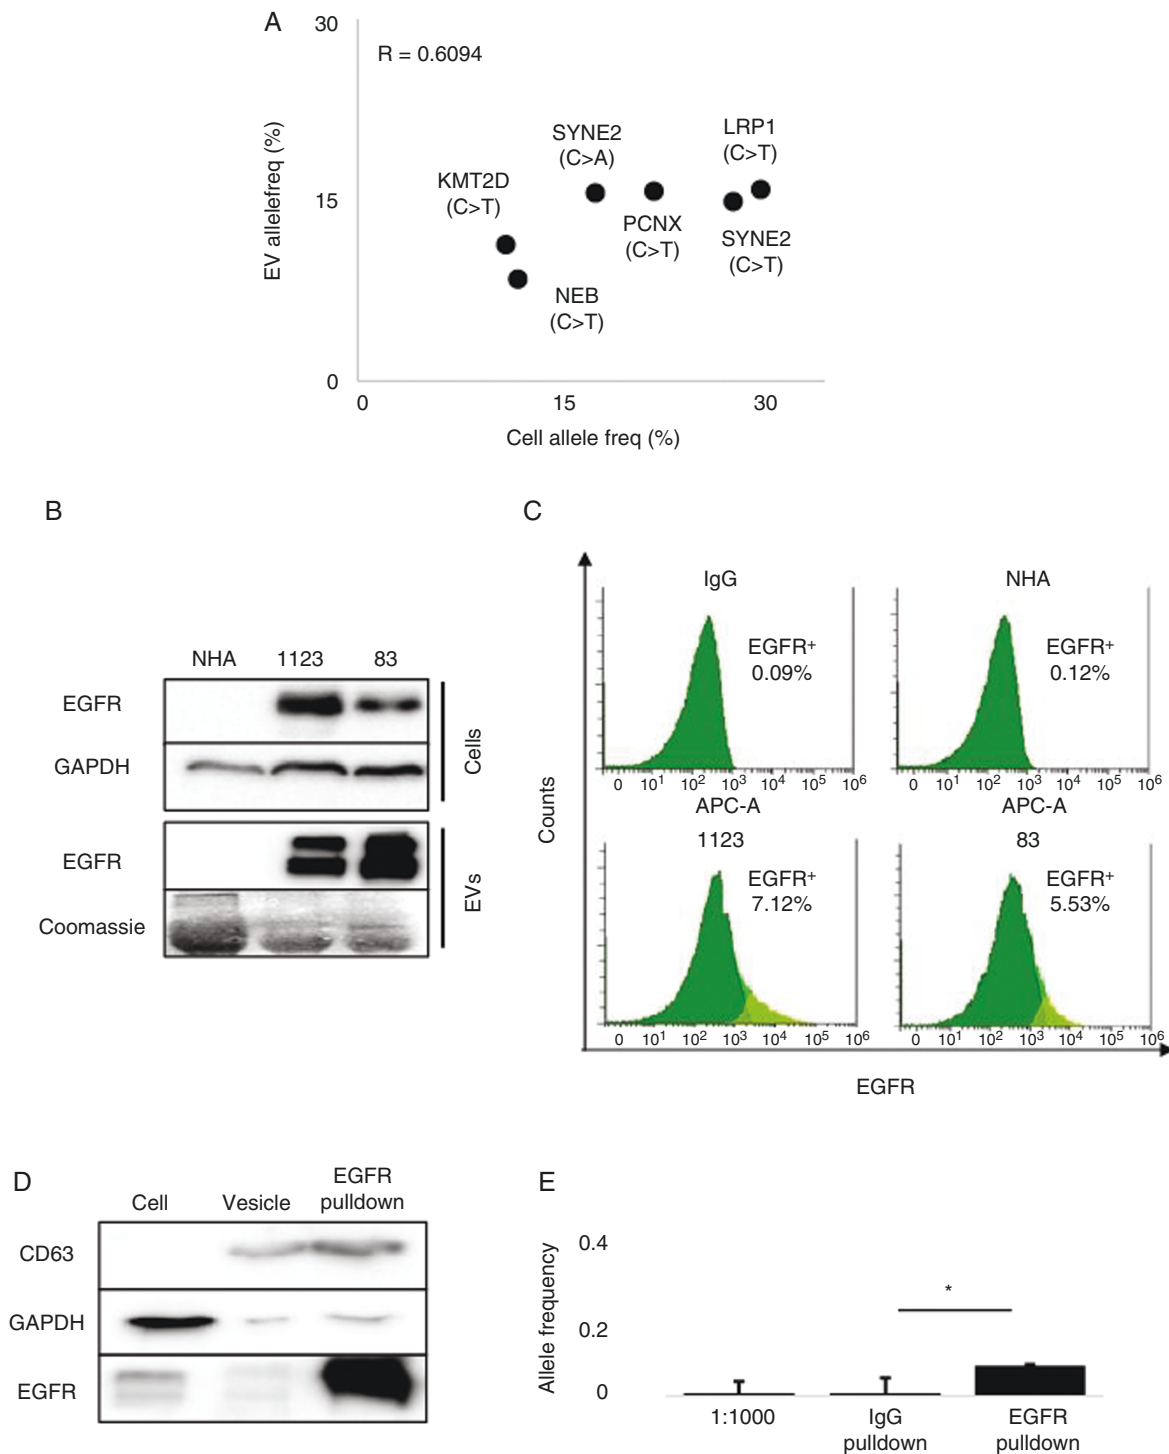 A
30
R = 0.6094
EV allelefreq (%)
SYNE2
(C>A)
LRP1
(C>T)
KMT2D
(C>T)
15
PCNX
(C>T)
SYNE2
(C>T)
NEB
(C>T)
0
0 15 30
Cell allele freq (%)
B
NHA 1123 83
EGFR
GAPDH
Cells
EGFR
Coomassie
EVs
C
Counts
IgG
EGFR+
0.09%
0 10¹ 10² 10³ 10⁴ 10⁵ 10⁶
APC-A
NHA
EGFR+
0.12%
0 10¹ 10² 10³ 10⁴ 10⁵ 10⁶
APC-A
1123
EGFR+
7.12%
0 10¹ 10² 10³ 10⁴ 10⁵ 10⁶
83
EGFR+
5.53%
0 10¹ 10² 10³ 10⁴ 10⁵ 10⁶
EGFR
D
Cell Vesicle EGFR
pulldown
CD63
GAPDH
EGFR
E
Allele frequency
0.4
0.2
0
*
1:1000
IgG
pulldown
EGFR
pulldown